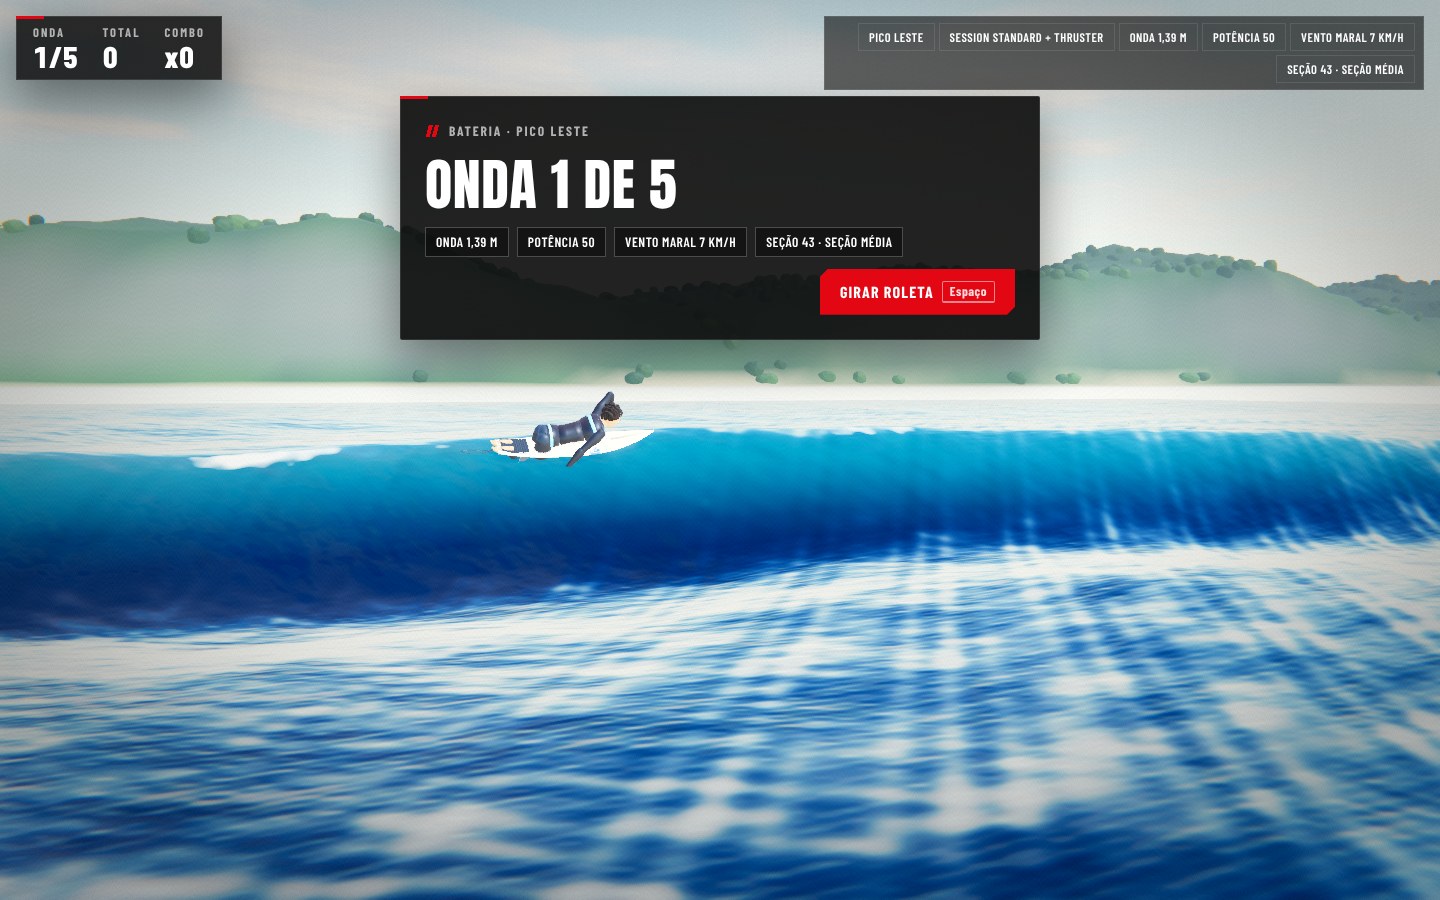 ONDA TOTAL COMBO
1/5 0 x0
PICO LESTE SESSION STANDARD + THRUSTER ONDA 1,39 M POTÊNCIA 50 VENTO MARAL 7 KM/H
SEÇÃO 43 · SEÇÃO MÉDIA
BATERIA · PICO LESTE
ONDA 1 DE 5
ONDA 1,39 M POTÊNCIA 50 VENTO MARAL 7 KM/H SEÇÃO 43 · SEÇÃO MÉDIA
GIRAR ROLETA Espaço